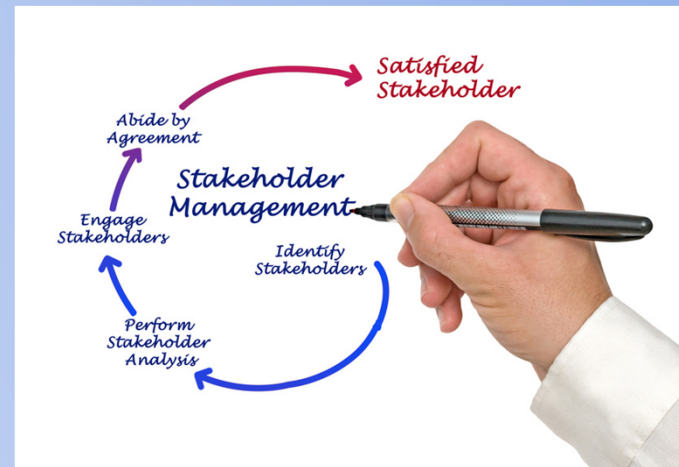 Stakeholder
Management
Identify
Stakeholders
Perform
Stakeholder
Analysis
Engage
Stakeholders
Abide by
Agreement
Satisfied
Stakeholder